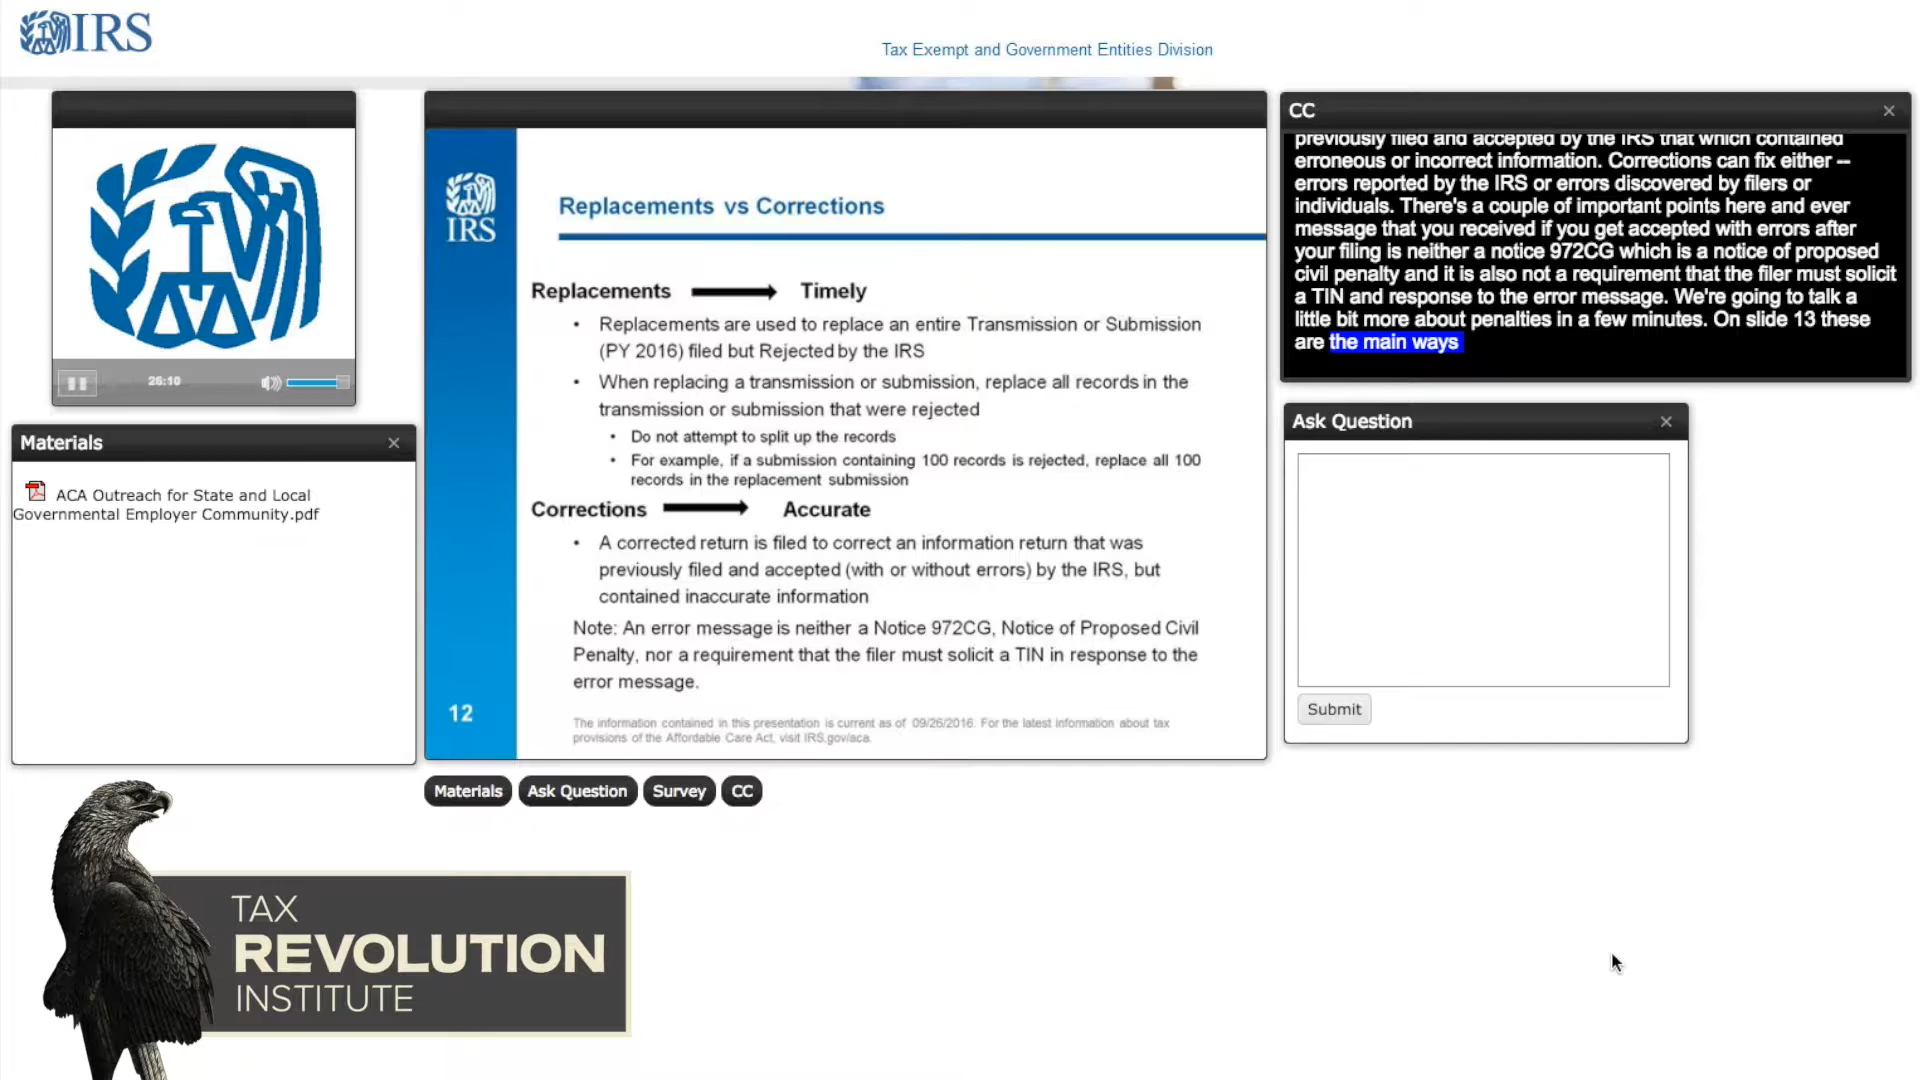 IRS
Tax Exempt and Government Entities Division
26:10
Materials
ACA Outreach for State and Local
Governmental Employer Community.pdf
IRS
Replacements vs Corrections
Replacements Timely
• Replacements are used to replace an entire Transmission or Submission
(PY 2016) filed but Rejected by the IRS
• When replacing a transmission or submission, replace all records in the
transmission or submission that were rejected
• Do not attempt to split up the records
• For example, if a submission containing 100 records is rejected, replace all 100
records in the replacement submission
Corrections Accurate
• A corrected return is filed to correct an information return that was
previously filed and accepted (with or without errors) by the IRS, but
contained inaccurate information
Note: An error message is neither a Notice 972CG, Notice of Proposed Civil
Penalty, nor a requirement that the filer must solicit a TIN in response to the
error message.
12
The information contained in this presentation is current as of 09/26/2016. For the latest information about tax
provisions of the Affordable Care Act, visit IRS.gov/aca.
Materials
Ask Question
Survey
CC
CC
previously filed and accepted by the IRS that which contained
erroneous or incorrect information. Corrections can fix either --
errors reported by the IRS or errors discovered by filers or
individuals. There's a couple of important points here and ever
message that you received if you get accepted with errors after
your filing is neither a notice 972CG which is a notice of proposed
civil penalty and it is also not a requirement that the filer must solicit
a TIN and response to the error message. We're going to talk a
little bit more about penalties in a few minutes. On slide 13 these
are the main ways
Ask Question
Submit
TAX
REVOLUTION
INSTITUTE